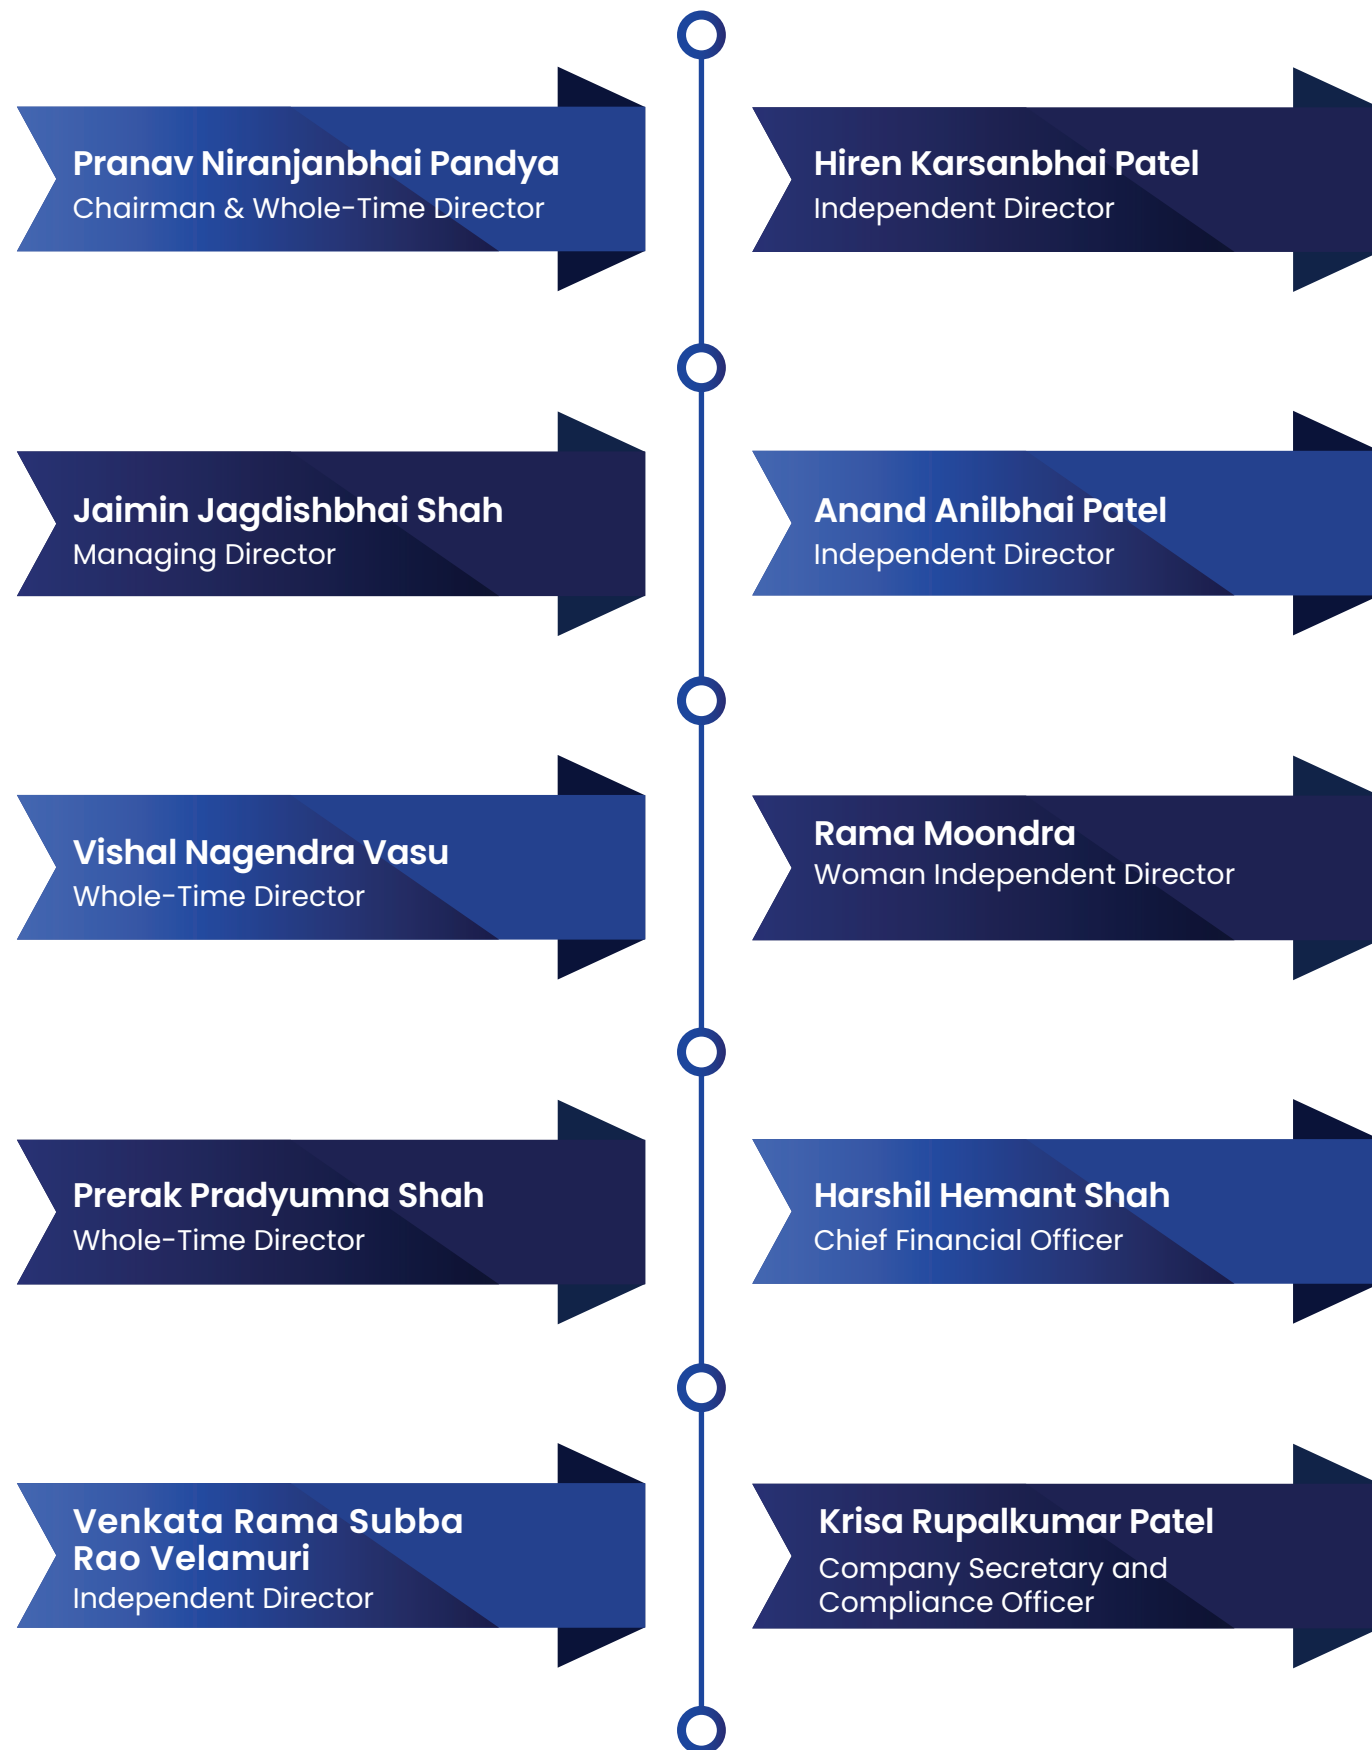 Pranav Niranjanbhai Pandya
Chairman & Whole-Time Director
Jaimin Jagdishbhai Shah
Managing Director
Vishal Nagendra Vasu
Whole-Time Director
Prerak Pradyumna Shah
Whole-Time Director
Venkata Rama Subba
Rao Velamuri
Independent Director
Hiren Karsanbhai Patel
Independent Director
Anand Anilbhai Patel
Independent Director
Rama Moondra
Woman Independent Director
Harshil Hemant Shah
Chief Financial Officer
Krisa Rupalkumar Patel
Company Secretary and
Compliance Officer